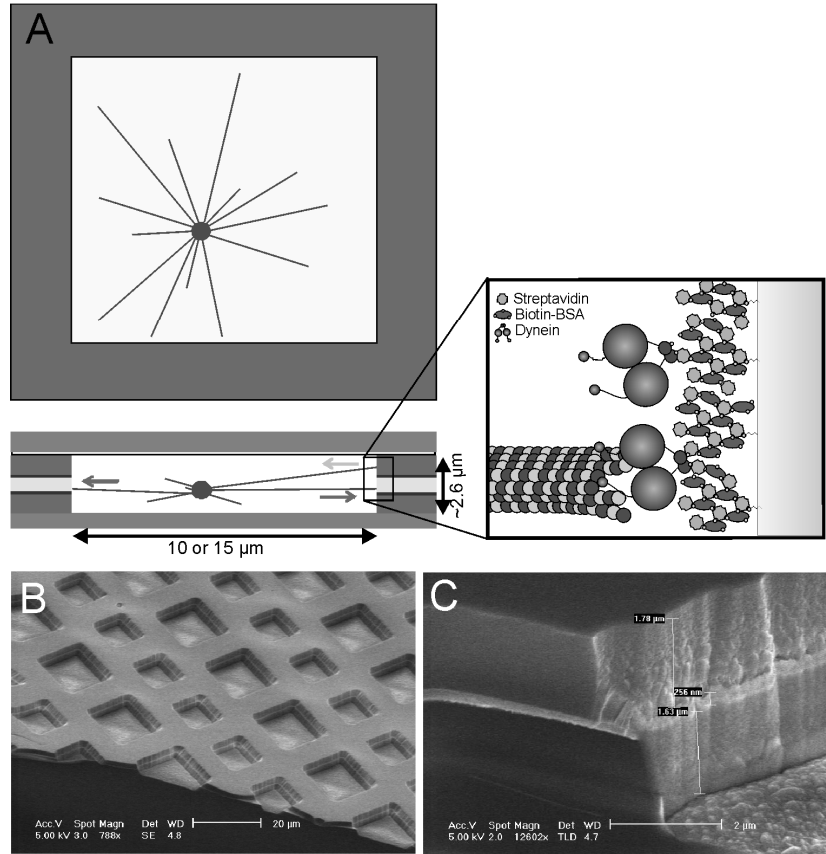 A
Streptavidin
Biotin-BSA
Dynein
~2.6 µm
10 or 15 µm
B
Acc.V Spot Magn Det WD
5.00 kV 3.0 788x SE 4.8 20 µm
C
1.78 µm
256 nm
1.63 µm
Acc.V Spot Magn Det WD
5.00 kV 2.0 12602x TLD 4.7 2 µm